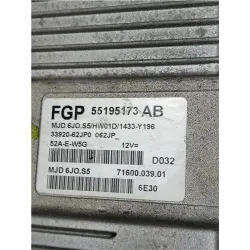 FGP 55195173 AB
MJD 6JO.S5/HW01D/1433-Y196
33920-62JP0 062JP_
52A-E-W5G 12V=
D032
MJD 6JO.S5 71600.039.01
6E30